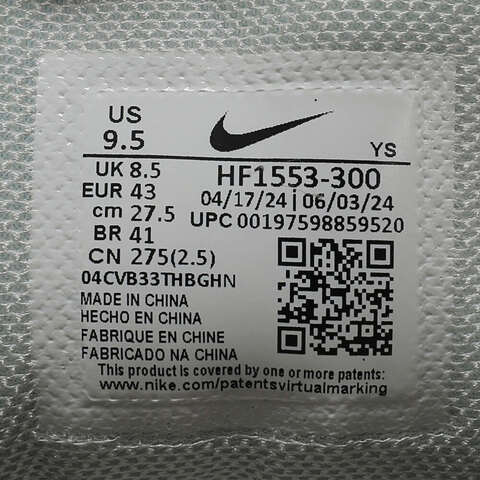 US
9.5
YS
UK 8.5
EUR 43
cm 27.5
BR 41
CN 275(2.5)
HF1553-300
04/17/24 | 06/03/24
UPC 00197598859520
04CVB33THBGHN
MADE IN CHINA
HECHO EN CHINA
FABRIQUE EN CHINE
FABRICADO NA CHINA
This product is covered by one or more patents:
www.nike.com/patentsvirtualmarking